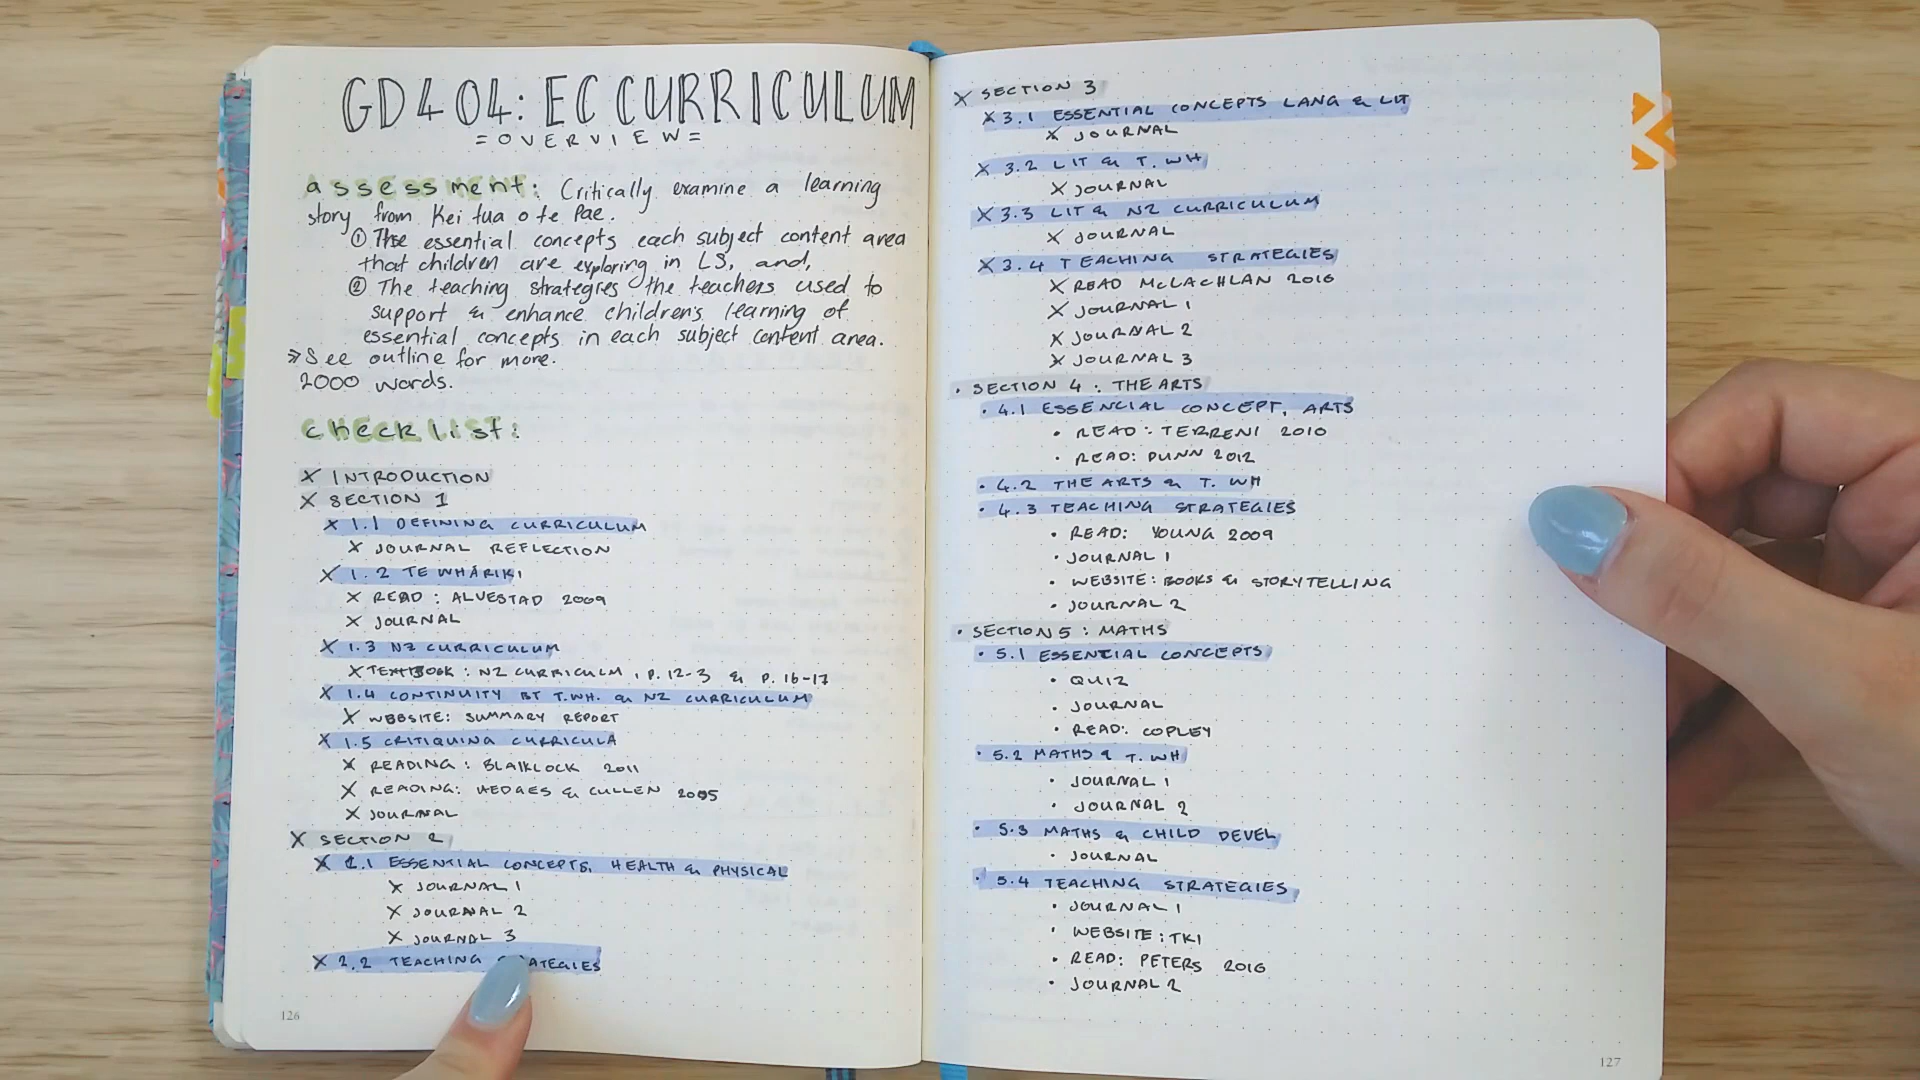 GD404: EC CURRICULUM
=OVERVIEW=
assessment: Critically examine a learning
story from Kei tua o te Pae.
① The essential concepts each subject content area
that children are exploring in LS, and,
② The teaching strategies the teachers used to
support & enhance children's learning of
essential concepts in each subject content area.
⇒ See outline for more.
2000 words.
CHECKLIST:
X INTRODUCTION
X SECTION 1
X 1.1 DEFINING CURRICULUM
X JOURNAL REFLECTION
X 1.2 TE WHĀRIKI
X READ: ALVESTAD 2009
X JOURNAL
X 1.3 NZ CURRICULUM
X TEXTBOOK: NZ CURRICULM, P. 12-3 & P. 16-17
X 1.4 CONTINUITY BT T.WH. & NZ CURRICULUM
X WEBSITE: SUMMARY REPORT
X 1.5 CRITIQUING CURRICULA
X READING: BLAIKLOCK 2011
X READING: HEDGES & CULLEN 2005
X JOURNAL
X SECTION 2
X 2.1 ESSENTIAL CONCEPTS, HEALTH & PHYSICAL
X JOURNAL 1
X JOURNAL 2
X JOURNAL 3
X 2.2 TEACHING
126
X SECTION 3
X 3.1 ESSENTIAL CONCEPTS LANG & LIT
X JOURNAL
X 3.2 LIT & T. WH
X JOURNAL
X 3.3 LIT & NZ CURRICULUM
X JOURNAL
X 3.4 TEACHING STRATEGIES
X READ McLACHLAN 2010
X JOURNAL 1
X JOURNAL 2
X JOURNAL 3
• SECTION 4: THE ARTS
• 4.1 ESSENCIAL CONCEPT, ARTS
• READ: TERRENI 2010
• READ: DUNN 2012
• 4.2 THE ARTS & T. WH
• 4.3 TEACHING STRATEGIES
• READ: YOUNG 2009
• JOURNAL 1
• WEBSITE: BOOKS & STORYTELLING
• JOURNAL 2
• SECTION 5: MATHS
• 5.1 ESSENTIAL CONCEPTS
• QUIZ
• JOURNAL
• READ: COPLEY
• 5.2 MATHS & T. WH
• JOURNAL 1
• JOURNAL 2
• 5.3 MATHS & CHILD DEVEL
• JOURNAL
• 5.4 TEACHING STRATEGIES
• JOURNAL 1
• WEBSITE: TKI
• READ: PETERS 2010
• JOURNAL 2
127